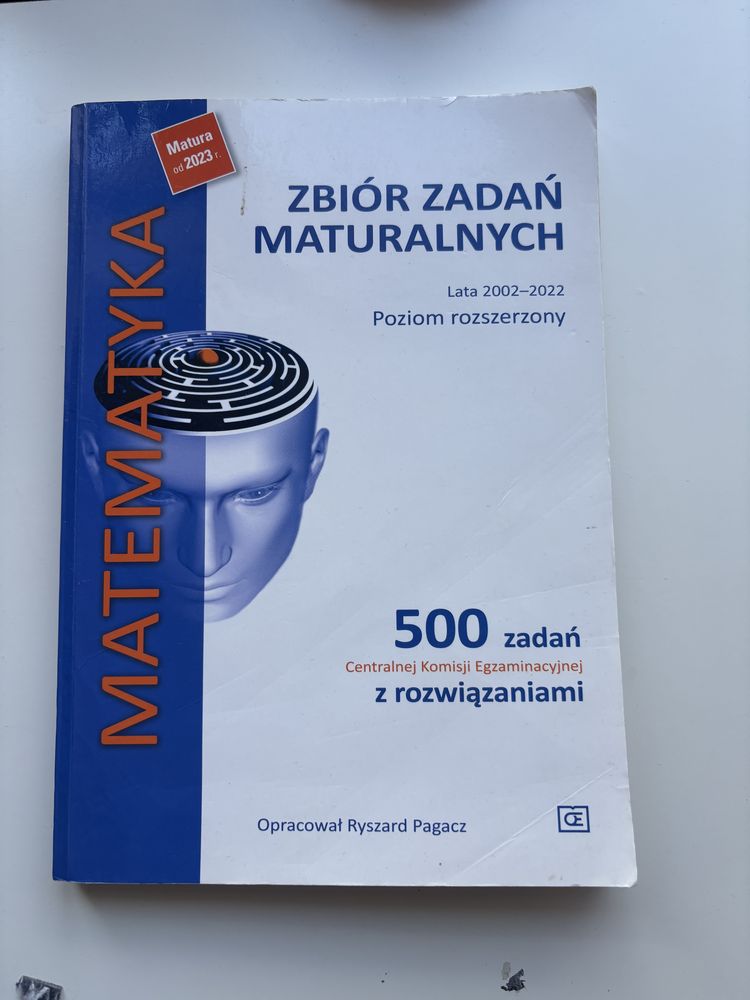 Matura
od 2023 r.
MATEMATYKA
ZBIÓR ZADAŃ
MATURALNYCH
Lata 2002–2022
Poziom rozszerzony
500 zadań
Centralnej Komisji Egzaminacyjnej
z rozwiązaniami
Opracował Ryszard Pagacz
OE